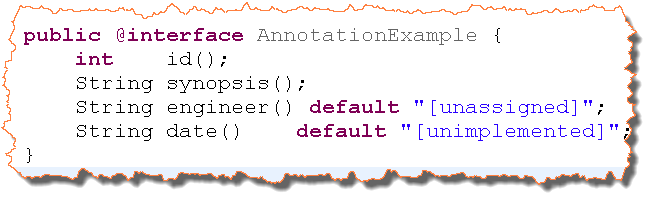 public @interface AnnotationExample {
    int    id();
    String synopsis();
    String engineer() default "[unassigned]";
    String date()    default "[unimplemented]";
}